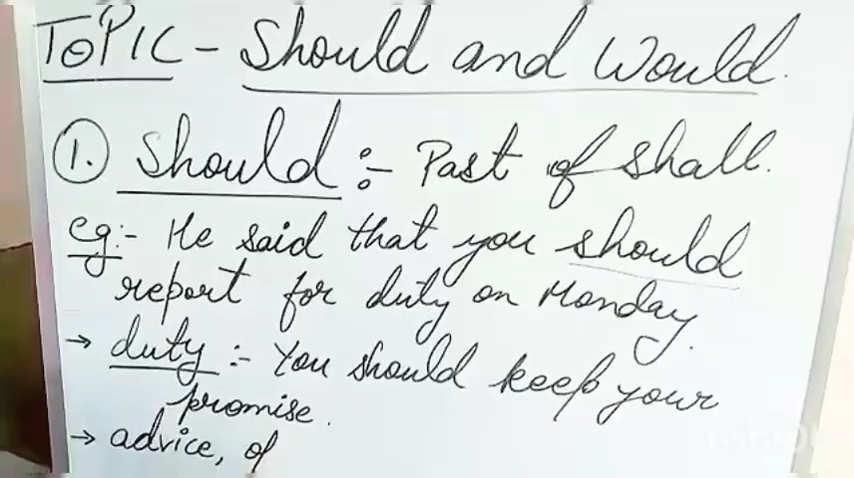 TOPIC - Should and Would.
1. Should :- Past of shall.
eg:- He said that you should
report for duty on Monday.
→ duty :- You should keep your
promise.
→ advice, of